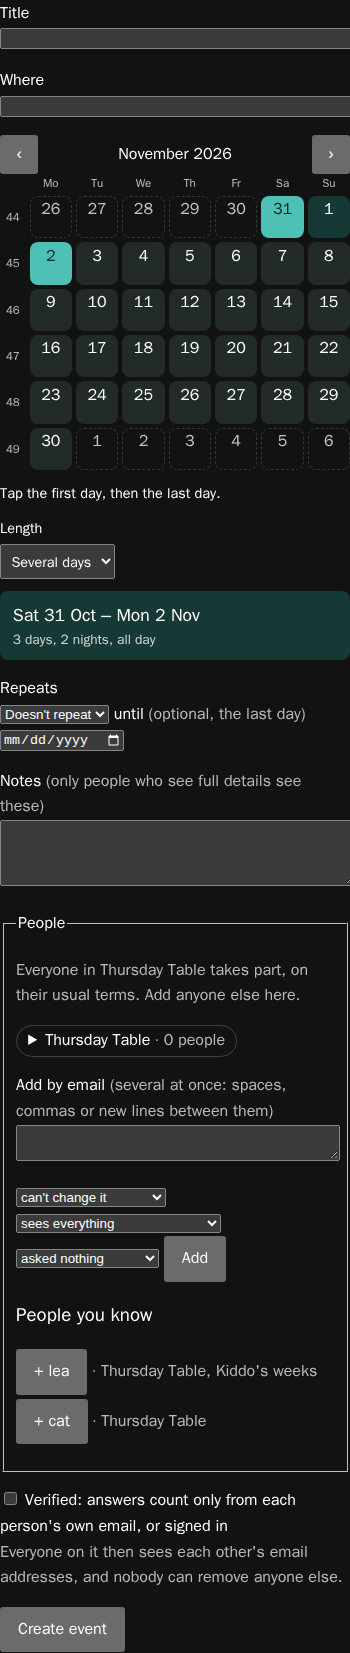 Title
Where
‹ November 2026 ›
Mo Tu We Th Fr Sa Su
44 26 27 28 29 30 31 1
45 2 3 4 5 6 7 8
46 9 10 11 12 13 14 15
47 16 17 18 19 20 21 22
48 23 24 25 26 27 28 29
49 30 1 2 3 4 5 6
Tap the first day, then the last day.
Length
Several days
Sat 31 Oct – Mon 2 Nov
3 days, 2 nights, all day
Repeats
Doesn't repeat until (optional, the last day)
mm/dd/yyyy
Notes (only people who see full details see
these)
People
Everyone in Thursday Table takes part, on
their usual terms. Add anyone else here.
▶ Thursday Table · 0 people
Add by email (several at once: spaces,
commas or new lines between them)
can't change it
sees everything
asked nothing Add
People you know
+ lea · Thursday Table, Kiddo's weeks
+ cat · Thursday Table
Verified: answers count only from each
person's own email, or signed in
Everyone on it then sees each other's email
addresses, and nobody can remove anyone else.
Create event